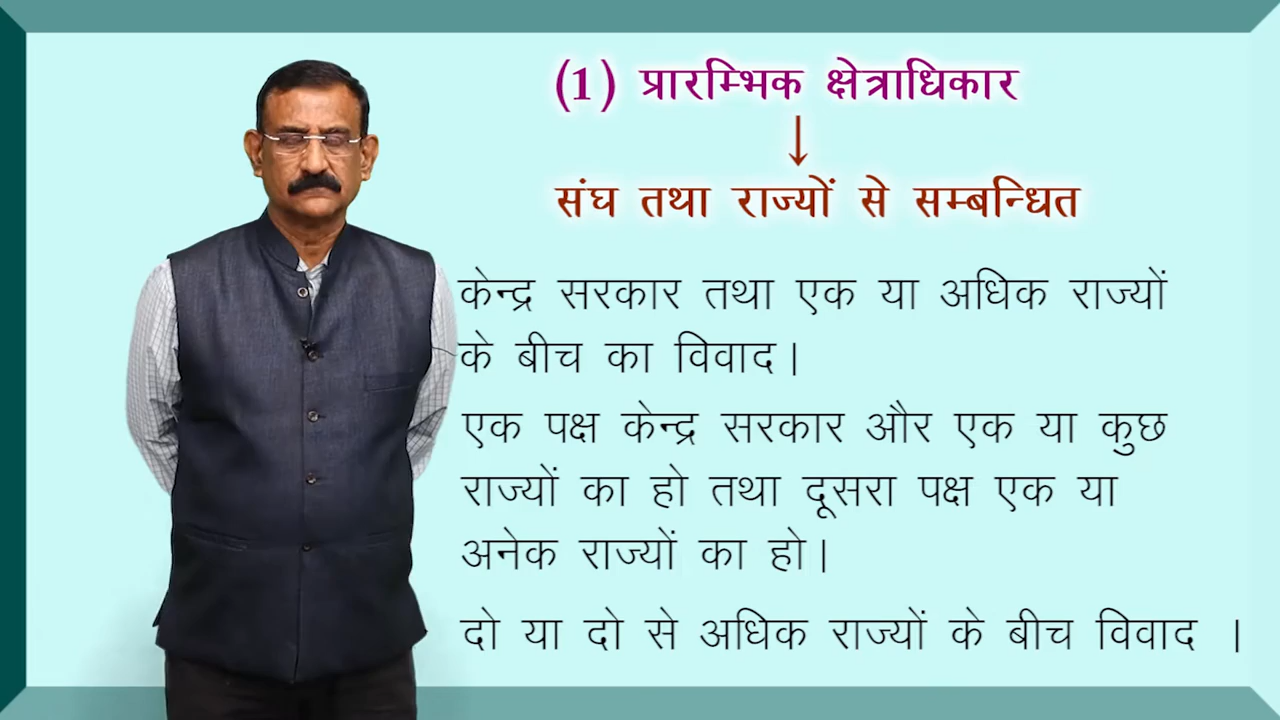 (1) प्रारम्भिक क्षेत्राधिकार
↓
संघ तथा राज्यों से सम्बन्धित
केन्द्र सरकार तथा एक या अधिक राज्यों
के बीच का विवाद।
एक पक्ष केन्द्र सरकार और एक या कुछ
राज्यों का हो तथा दूसरा पक्ष एक या
अनेक राज्यों का हो।
दो या दो से अधिक राज्यों के बीच विवाद ।